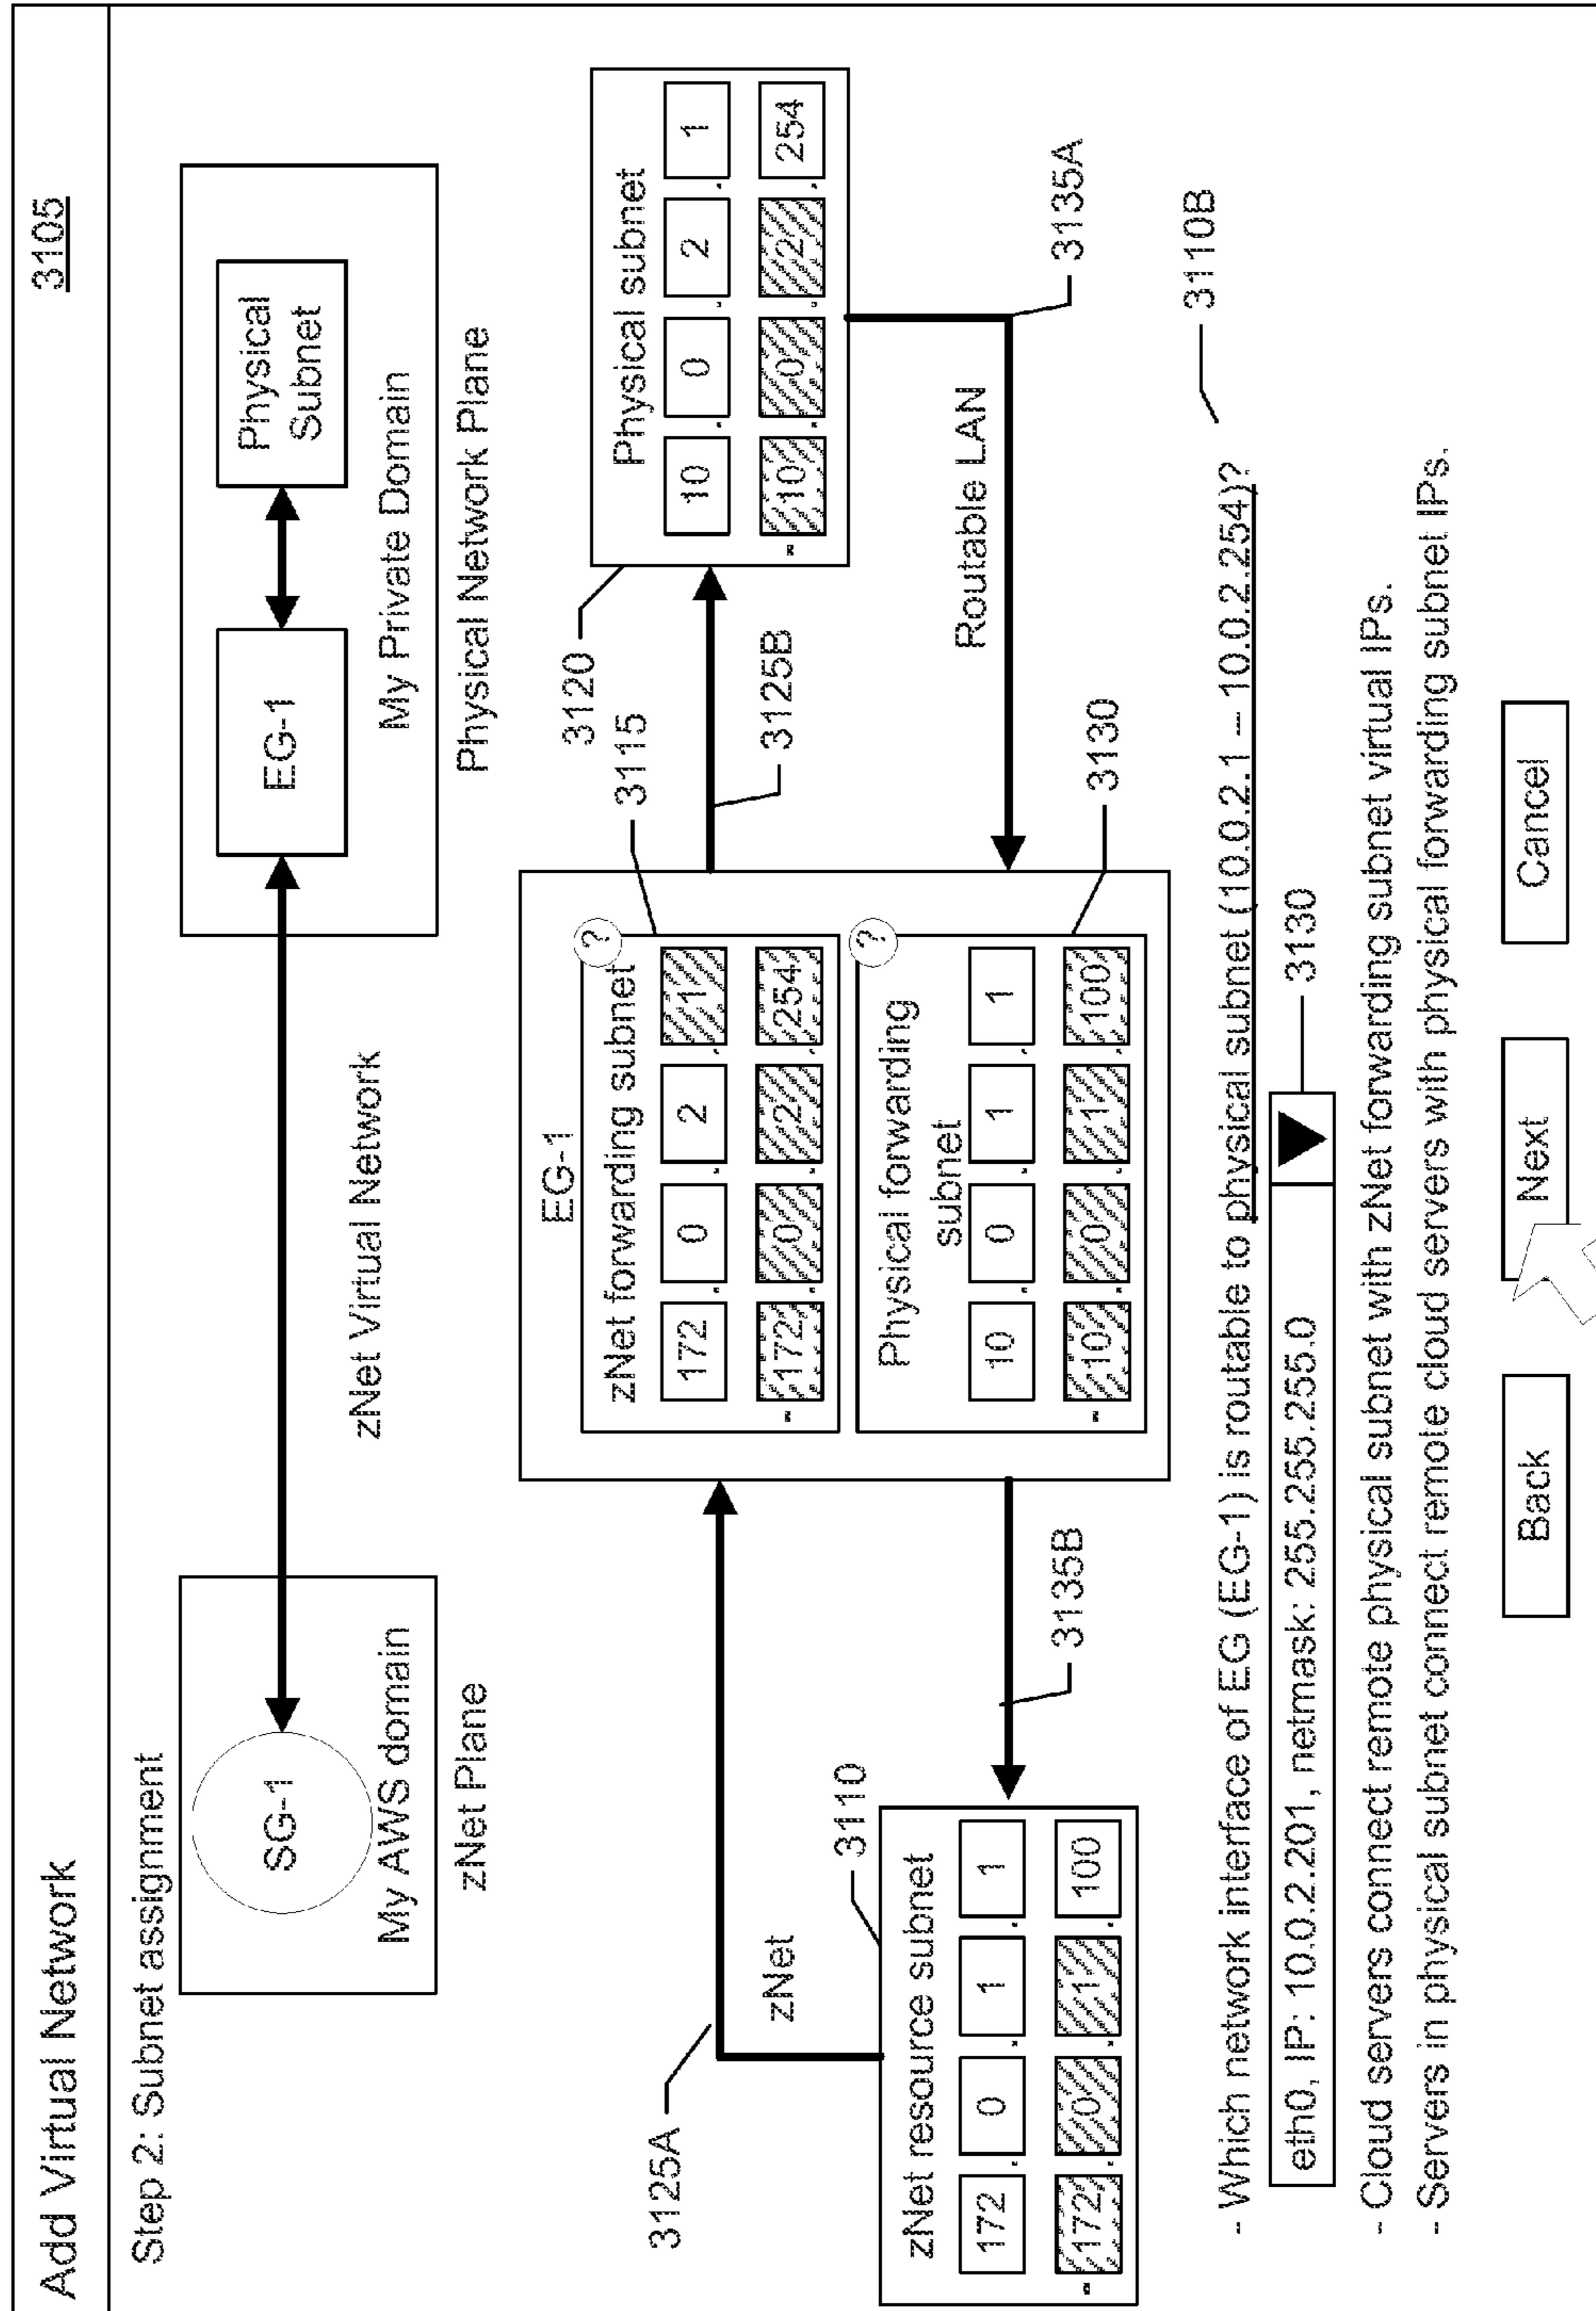 Add Virtual Network
3105
Step 2: Subnet assignment
SG-1
My AWS domain
zNet Plane
zNet Virtual Network
EG-1
Physical
Subnet
My Private Domain
Physical Network Plane
3125A
zNet
3110
zNet resource subnet
172 . 0 . 1 . 1
- 172 . 0 . 1 . 100
3135B
EG-1
zNet forwarding subnet
?
172 . 0 . 2 . 1
- 172 . 0 . 2 . 254
Physical forwarding
subnet
?
10 . 0 . 1 . 1
- 10 . 0 . 1 . 100
3115
3125B
3130
3120
Physical subnet
10 . 0 . 2 . 1
- 10 . 0 . 2 . 254
Routable LAN
3135A
3110B
- Which network interface of EG (EG-1) is routable to physical subnet (10.0.2.1 – 10.0.2.254)?
eth0, IP: 10.0.2.201, netmask: 255.255.255.0
3130
- Cloud servers connect remote physical subnet with zNet forwarding subnet virtual IPs.
- Servers in physical subnet connect remote cloud servers with physical forwarding subnet IPs.
Back
Next
Cancel